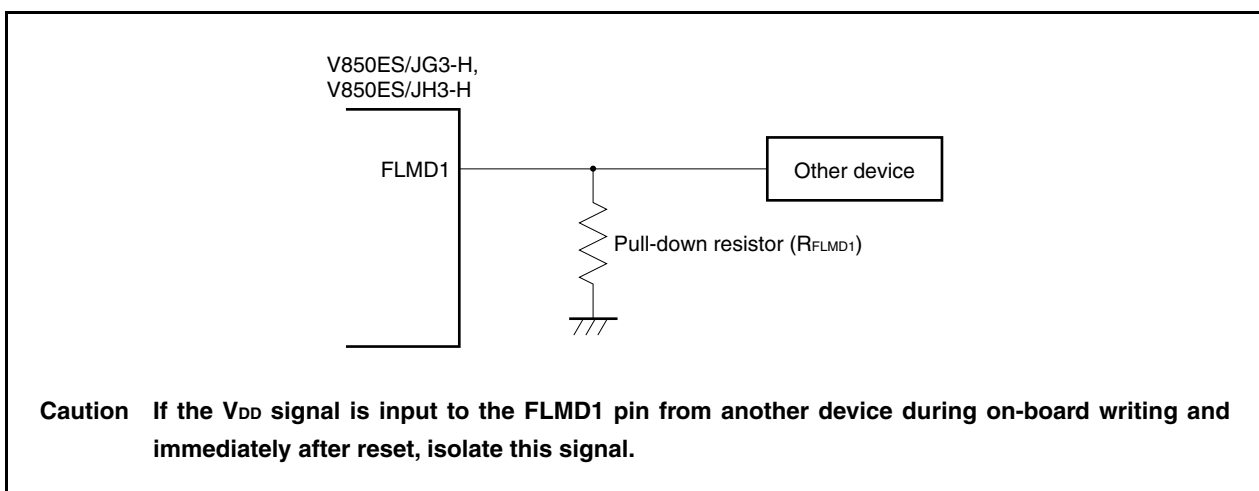 V850ES/JG3-H,
V850ES/JH3-H
FLMD1
Other device
Pull-down resistor (RFLMD1)
Caution If the VDD signal is input to the FLMD1 pin from another device during on-board writing and
immediately after reset, isolate this signal.